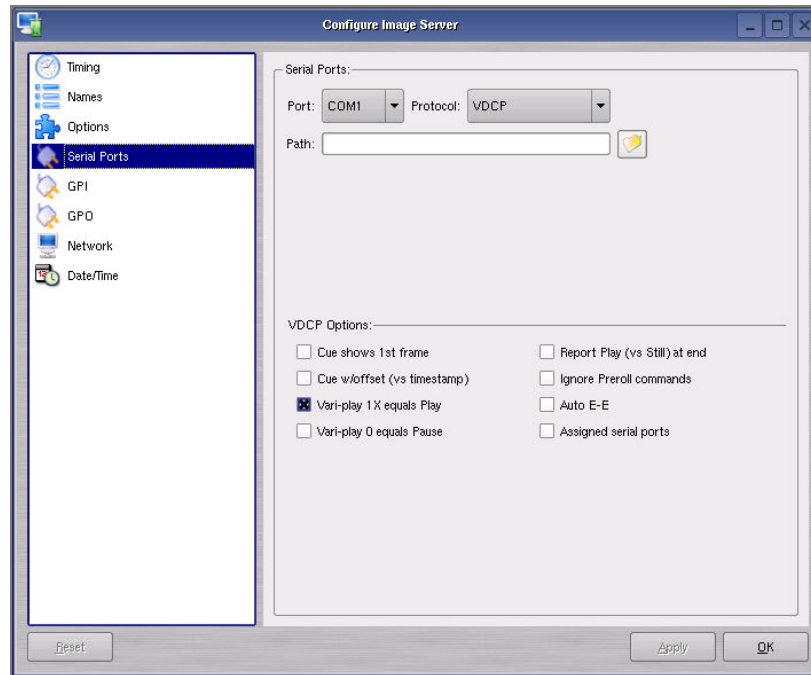 Configure Image Server
Timing
Names
Options
Serial Ports
GPI
GPO
Network
Date/Time
Serial Ports:
Port: COM1 Protocol: VDCP
Path:
VDCP Options:
Cue shows 1st frame
Report Play (vs Still) at end
Cue w/offset (vs timestamp)
Ignore Preroll commands
Vari-play 1X equals Play
Auto E-E
Vari-play 0 equals Pause
Assigned serial ports
Reset
Apply
OK